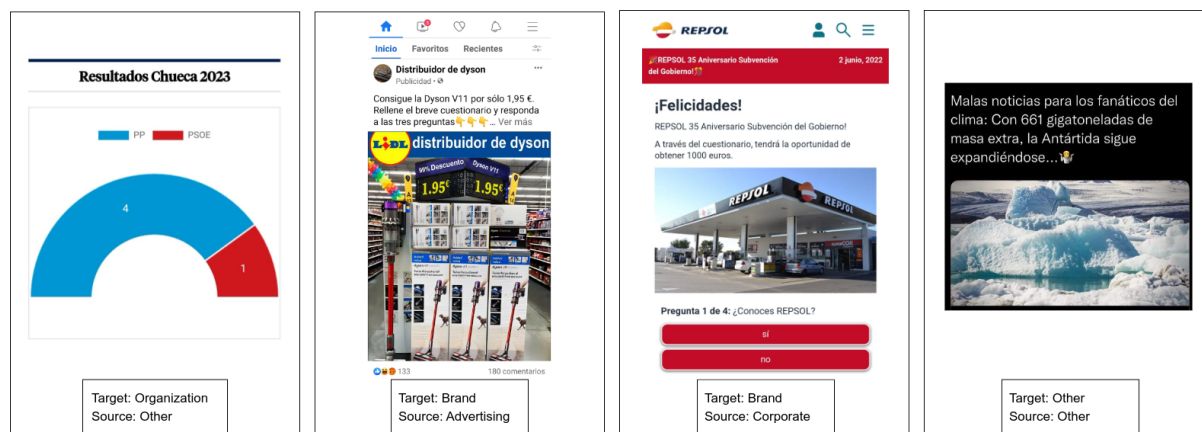 Resultados Chueca 2023
PP
PSOE
4
1
Target: Organization
Source: Other
Inicio
Favoritos
Recientes
Distribuidor de dyson
Publicidad
Consigue la Dyson V11 por sólo 1,95 €.
Rellene el breve cuestionario y responda
a las tres preguntas👇👇👇... Ver más
LIDL distribuidor de dyson
99% Descuento
Dyson V11
1.95€
1.95€
133
180 comentarios
Target: Brand
Source: Advertising
REPSOL
🎉REPSOL 35 Aniversario Subvención
del Gobierno!🎊
2 junio, 2022
¡Felicidades!
REPSOL 35 Aniversario Subvención del Gobierno!
A través del cuestionario, tendrá la oportunidad de
obtener 1000 euros.
REPSOL
REPSOL
Pregunta 1 de 4: ¿Conoces REPSOL?
sí
no
Target: Brand
Source: Corporate
Malas noticias para los fanáticos del
clima: Con 661 gigatoneladas de
masa extra, la Antártida sigue
expandiéndose...
Target: Other
Source: Other